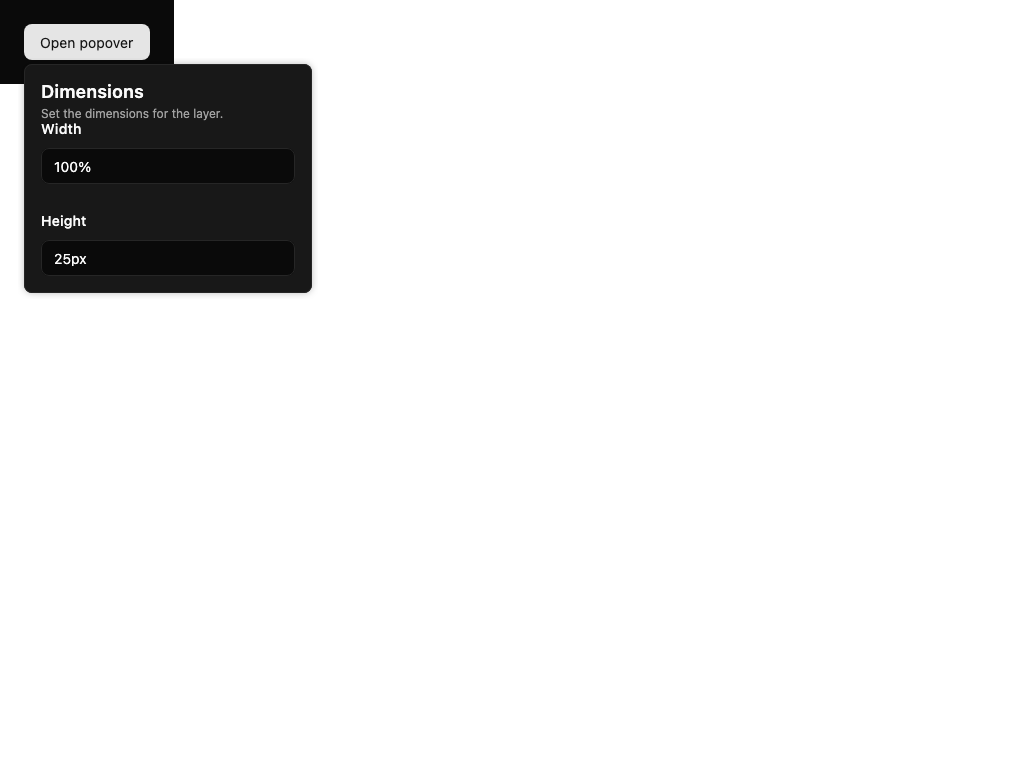 Open popover
Dimensions
Set the dimensions for the layer.
Width
100%
Height
25px